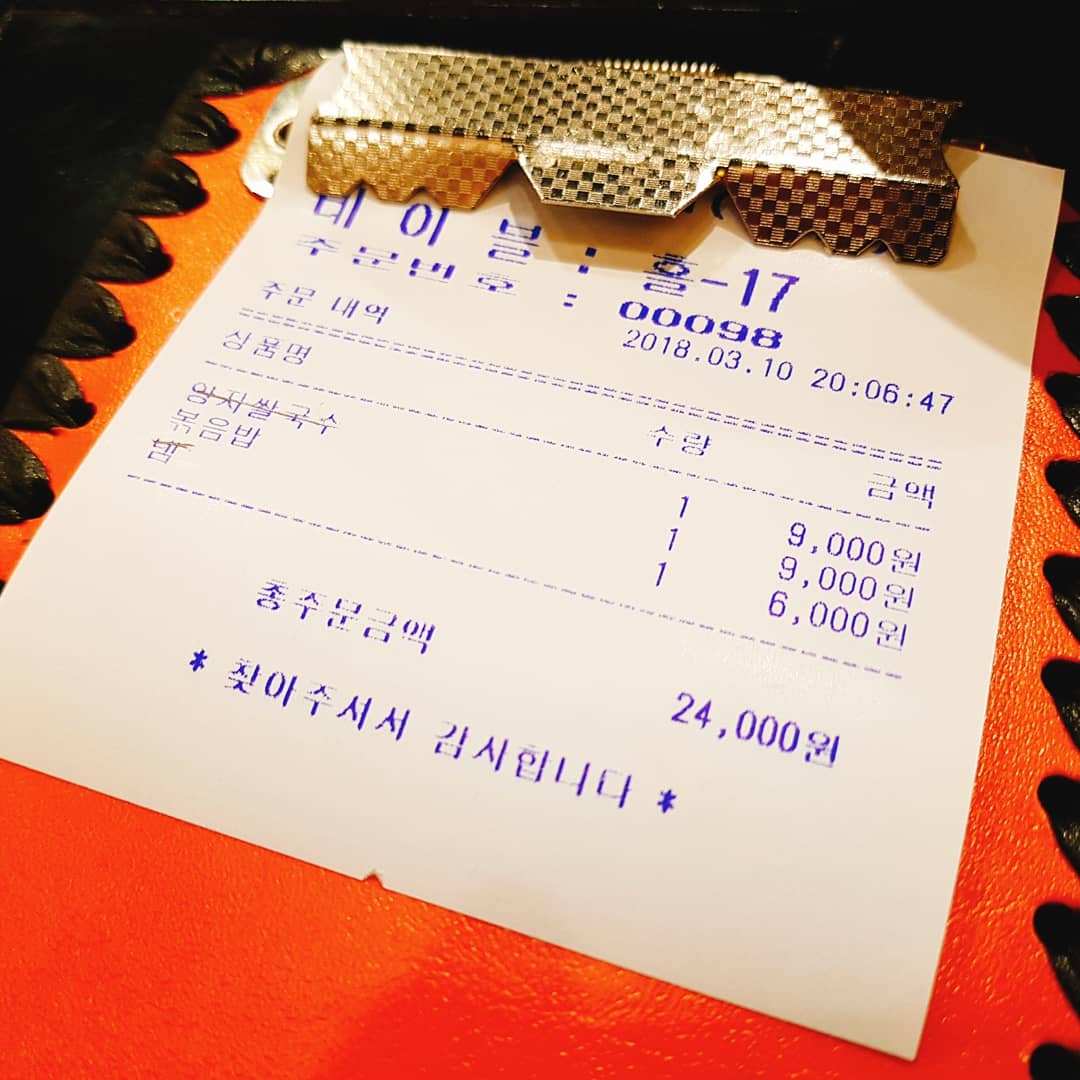 테이블 : 홀-17
주문번호 : 00098
주문 내역 2018.03.10 20:06:47
상품명 수량 금액
양지쌀국수 1 9,000원
볶음밥 1 9,000원
1 6,000원
총주문금액 24,000원
* 찾아주셔서 감사합니다 *